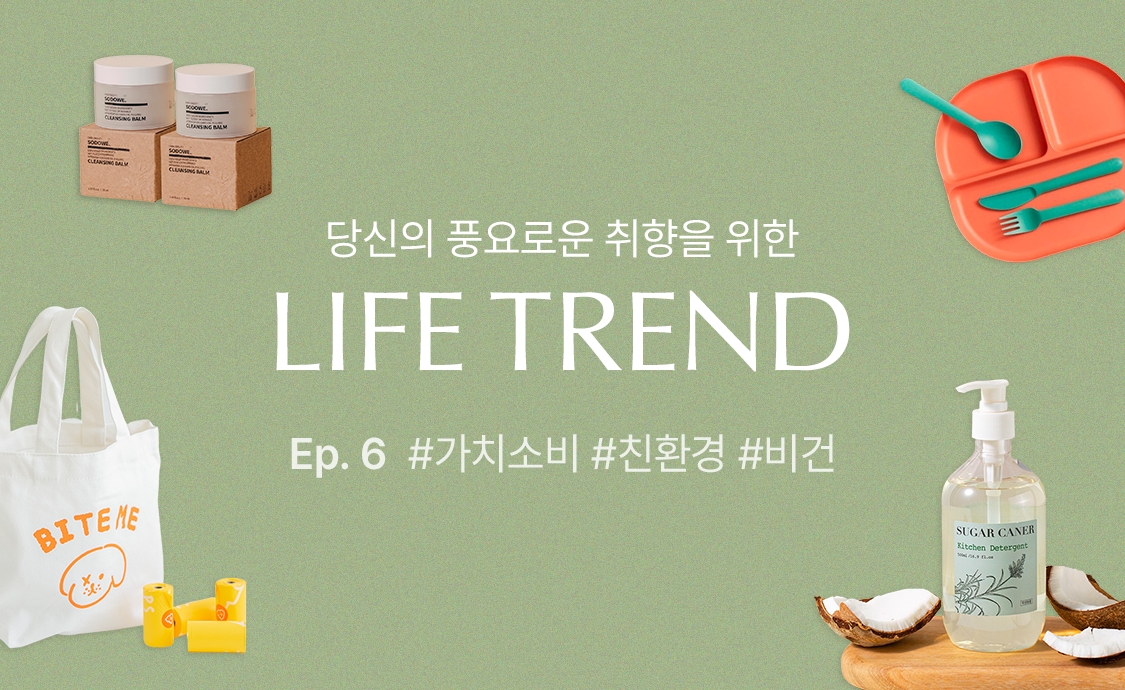 SODOWE.
CLEANSING BALM
SODOWE.
CLEANSING BALM
SODOWE.
CLEANSING BALM
SODOWE.
CLEANSING BALM
당신의 풍요로운 취향을 위한
LIFE TREND
Ep. 6 #가치소비 #친환경 #비건
BITE ME
SUGAR CANER
Kitchen Detergent